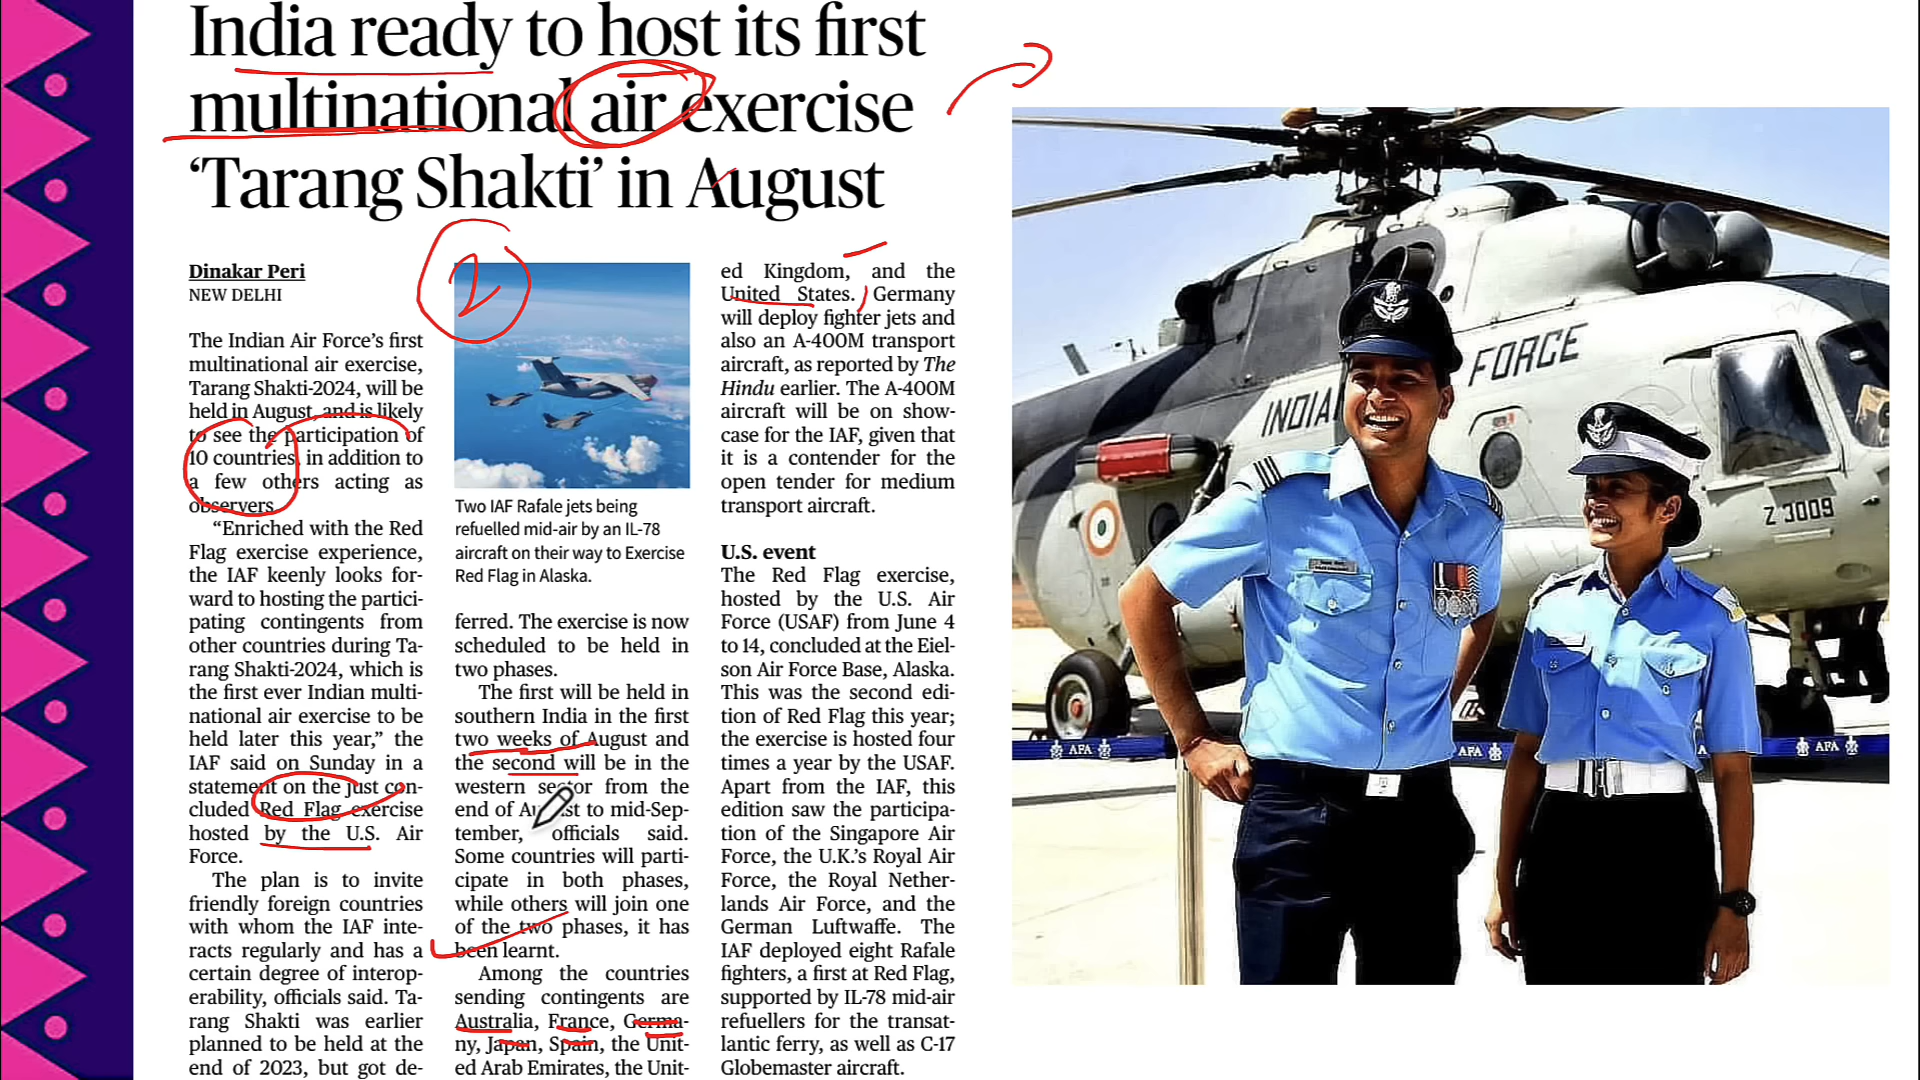 India ready to host its first
multinational air exercise
‘Tarang Shakti’ in August
Dinakar Peri
NEW DELHI
The Indian Air Force’s first
multinational air exercise,
Tarang Shakti-2024, will be
held in August, and is likely
to see the participation of
10 countries, in addition to
a few others acting as
observers.
“Enriched with the Red
Flag exercise experience,
the IAF keenly looks for-
ward to hosting the partici-
pating contingents from
other countries during Ta-
rang Shakti-2024, which is
the first ever Indian multi-
national air exercise to be
held later this year,” the
IAF said on Sunday in a
statement on the just con-
cluded Red Flag exercise
hosted by the U.S. Air
Force.
The plan is to invite
friendly foreign countries
with whom the IAF inte-
racts regularly and has a
certain degree of interop-
erability, officials said. Ta-
rang Shakti was earlier
planned to be held at the
end of 2023, but got de-
2
Two IAF Rafale jets being
refuelled mid-air by an IL-78
aircraft on their way to Exercise
Red Flag in Alaska.
ferred. The exercise is now
scheduled to be held in
two phases.
The first will be held in
southern India in the first
two weeks of August and
the second will be in the
western sector from the
end of August to mid-Sep-
tember, officials said.
Some countries will parti-
cipate in both phases,
while others will join one
of the two phases, it has
been learnt.
Among the countries
sending contingents are
Australia, France, Germa-
ny, Japan, Spain, the Unit-
ed Arab Emirates, the Unit-
ed Kingdom, and the
United States. Germany
will deploy fighter jets and
also an A-400M transport
aircraft, as reported by The
Hindu earlier. The A-400M
aircraft will be on show-
case for the IAF, given that
it is a contender for the
open tender for medium
transport aircraft.
U.S. event
The Red Flag exercise,
hosted by the U.S. Air
Force (USAF) from June 4
to 14, concluded at the Eiel-
son Air Force Base, Alaska.
This was the second edi-
tion of Red Flag this year;
the exercise is hosted four
times a year by the USAF.
Apart from the IAF, this
edition saw the participa-
tion of the Singapore Air
Force, the U.K.’s Royal Air
Force, the Royal Nether-
lands Air Force, and the
German Luftwaffe. The
IAF deployed eight Rafale
fighters, a first at Red Flag,
supported by IL-78 mid-air
refuellers for the transat-
lantic ferry, as well as C-17
Globemaster aircraft.
INDIA FORCE
Z 3009
AFA
AFA
AFA